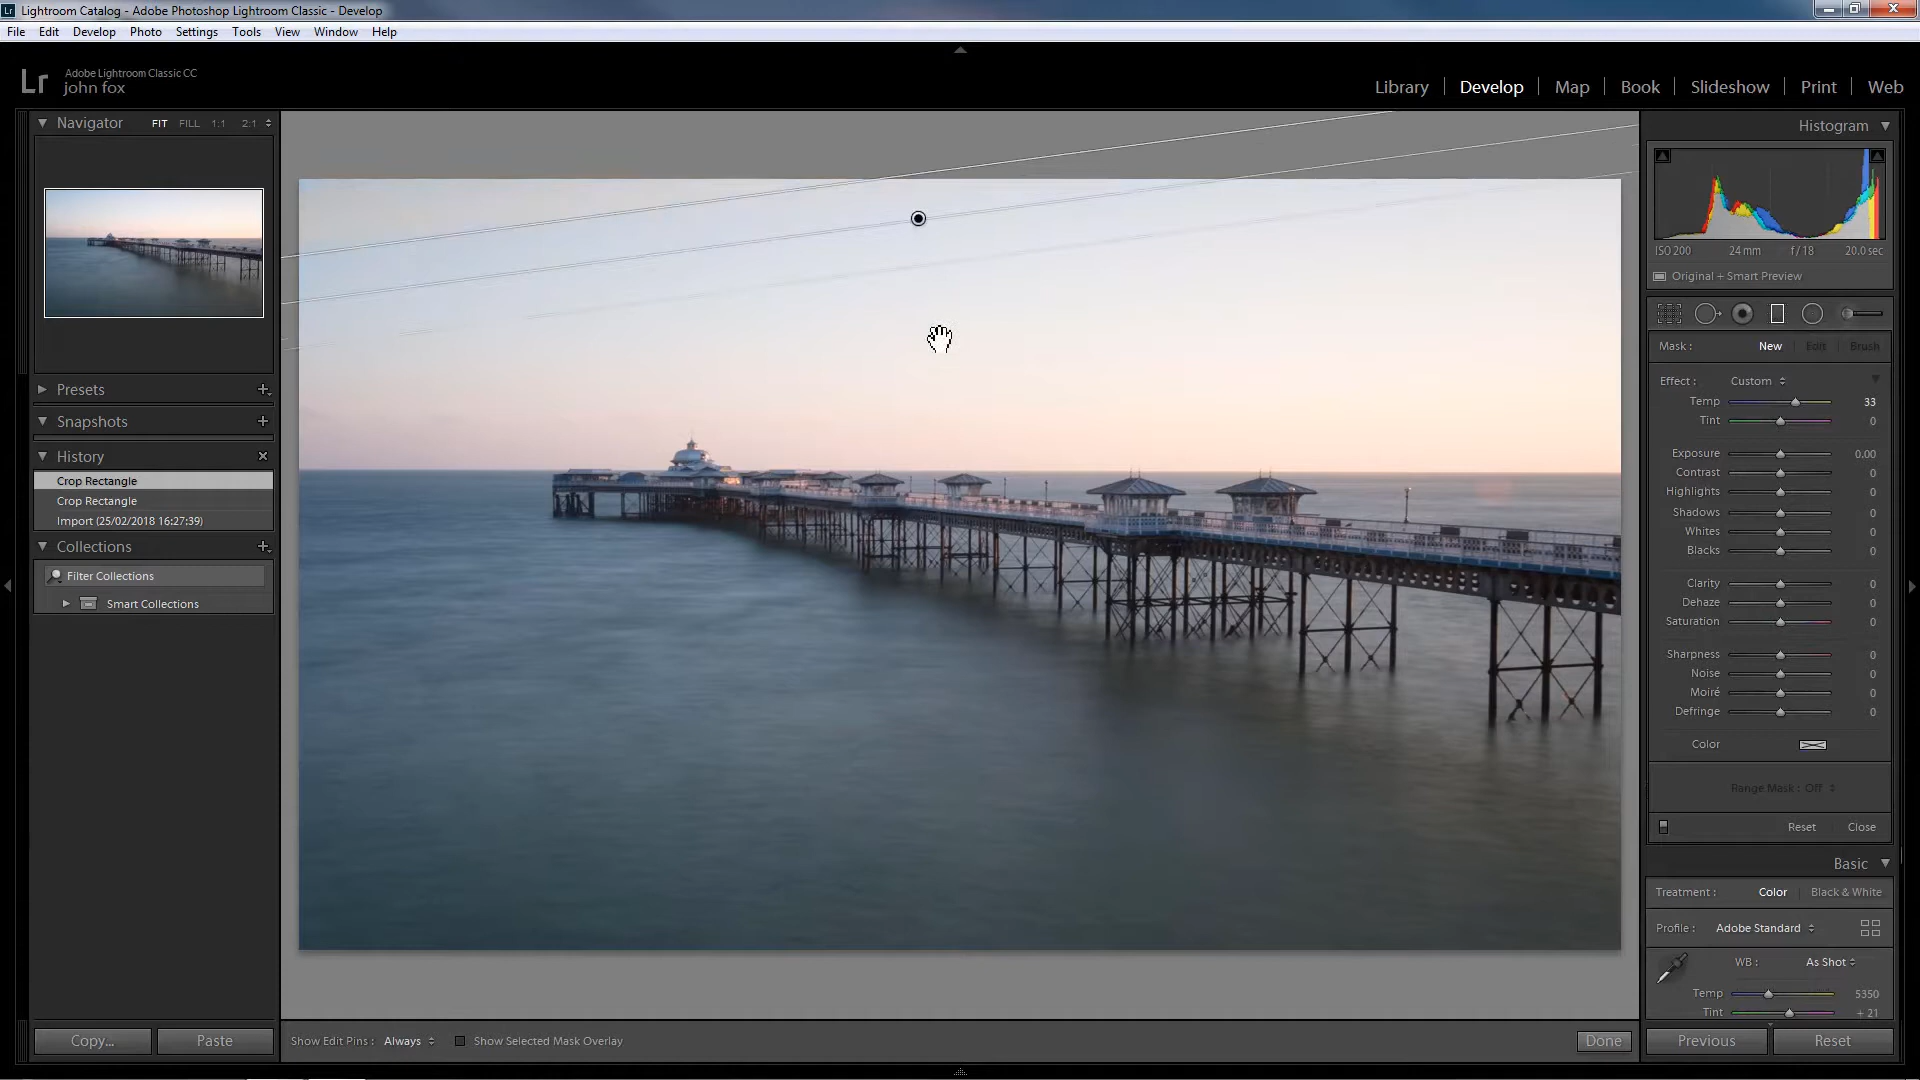 Lightroom Catalog - Adobe Photoshop Lightroom Classic - Develop
File Edit Develop Photo Settings Tools View Window Help
Lr Adobe Lightroom Classic CC
john fox
Library Develop Map Book Slideshow Print Web
Navigator FIT FILL 1:1 2:1
Presets
Snapshots
History
Crop Rectangle
Crop Rectangle
Import (25/02/2018 16:27:39)
Collections
Filter Collections
Smart Collections
Copy... Paste
Show Edit Pins : Always Show Selected Mask Overlay Done
Histogram
ISO 200 24 mm f / 18 20.0 sec
Original + Smart Preview
Mask : New Edit Brush
Effect : Custom
Temp 33
Tint 0
Exposure 0.00
Contrast 0
Highlights 0
Shadows 0
Whites 0
Blacks 0
Clarity 0
Dehaze 0
Saturation 0
Sharpness 0
Noise 0
Moiré 0
Defringe 0
Color
Range Mask : Off
Reset Close
Basic
Treatment : Color Black & White
Profile : Adobe Standard
WB : As Shot
Temp 5350
Tint + 21
Previous Reset